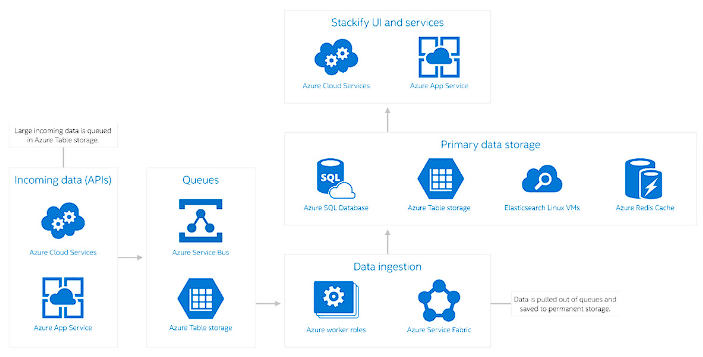 Stackify UI and services
Azure Cloud Services
Azure App Service
Large incoming data is queued
in Azure Table storage.
Primary data storage
SQL
Azure SQL Database
Azure Table storage
Elasticsearch Linux VMs
Azure Redis Cache
Incoming data (APIs)
Azure Cloud Services
Azure App Service
Queues
Azure Service Bus
Azure Table storage
Data ingestion
Azure worker roles
Azure Service Fabric
Data is pulled out of queues and
saved to permanent storage.